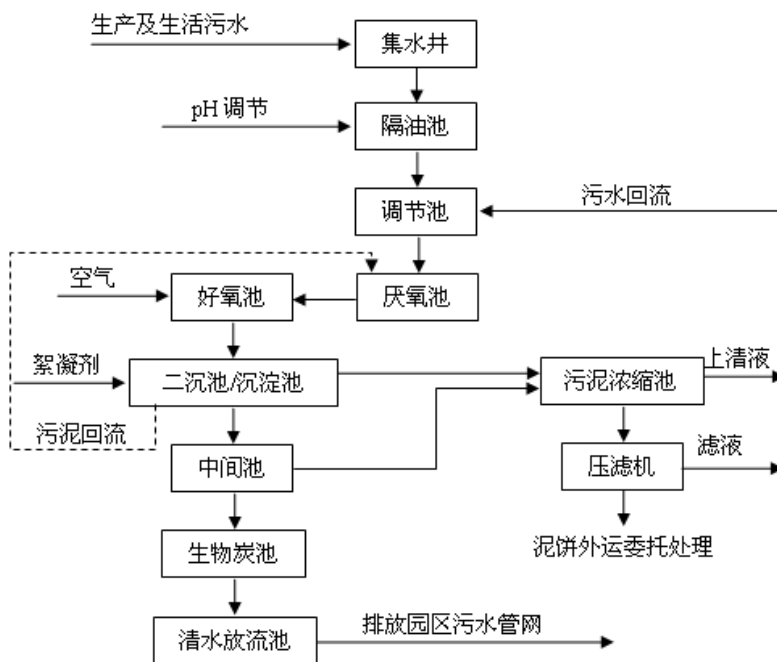 生产及生活污水
集水井
pH 调节
隔油池
调节池
污水回流
空气
好氧池
厌氧池
絮凝剂
二沉池/沉淀池
污泥浓缩池
上清液
污泥回流
中间池
压滤机
滤液
生物炭池
泥饼外运委托处理
清水放流池
排放园区污水管网